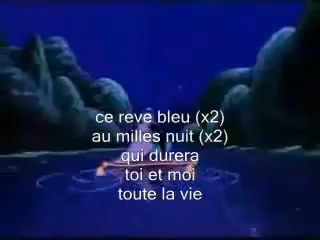 ce reve bleu (x2)
au milles nuit (x2)
qui durera
toi et moi
toute la vie